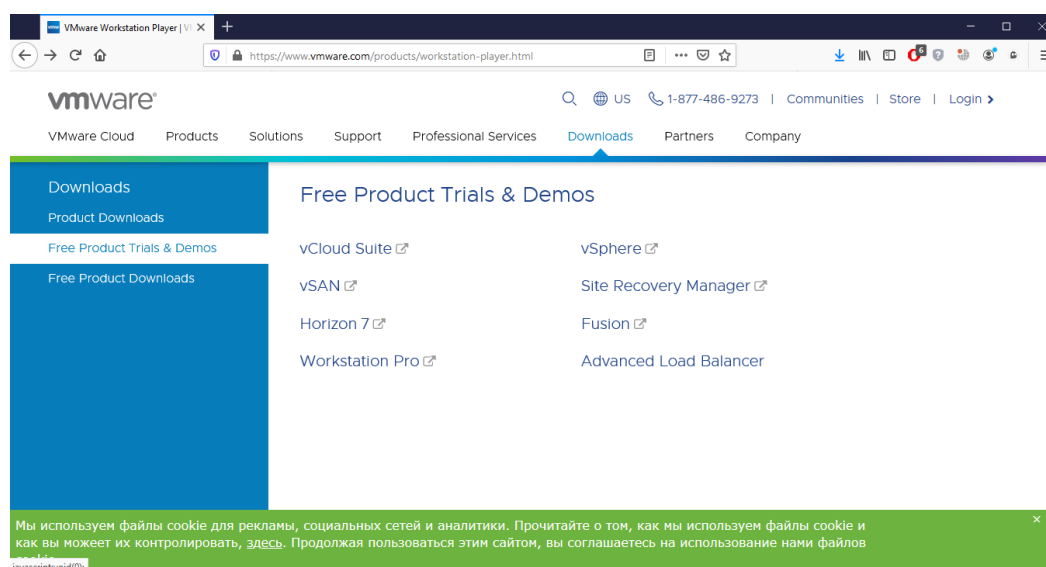 VMware Workstation Player | V
https://www.vmware.com/products/workstation-player.html
6
vmware®
US 1-877-486-9273 | Communities | Store | Login
VMware Cloud Products Solutions Support Professional Services Downloads Partners Company
Downloads
Product Downloads
Free Product Trials & Demos
Free Product Downloads
Free Product Trials & Demos
vCloud Suite vSphere
vSAN Site Recovery Manager
Horizon 7 Fusion
Workstation Pro Advanced Load Balancer
Мы используем файлы cookie для рекламы, социальных сетей и аналитики. Прочитайте о том, как мы используем файлы cookie и
как вы можеет их контролировать, здесь. Продолжая пользоваться этим сайтом, вы соглашаетесь на использование нами файлов
cookie